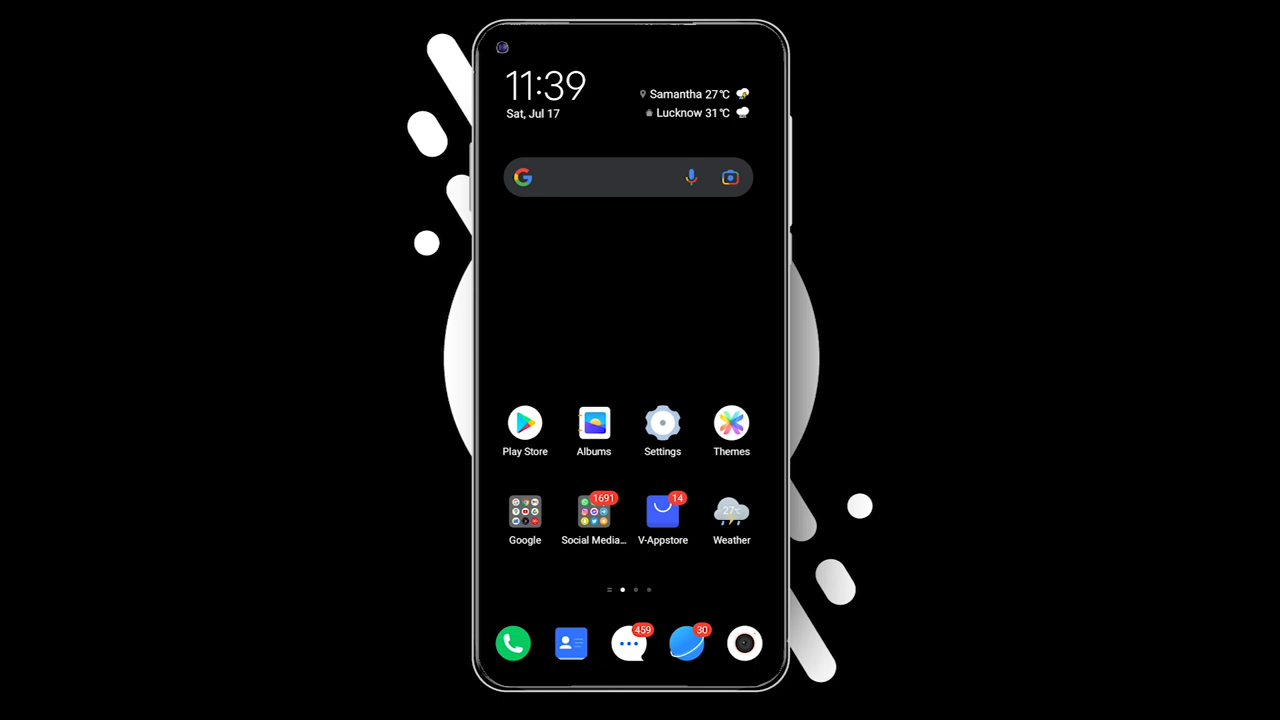 11:39
Sat, Jul 17
Samantha 27°C
Lucknow 31°C
Play Store
Albums
Settings
Themes
1691
14
27°C
Google
Social Media...
V-Appstore
Weather
459
30